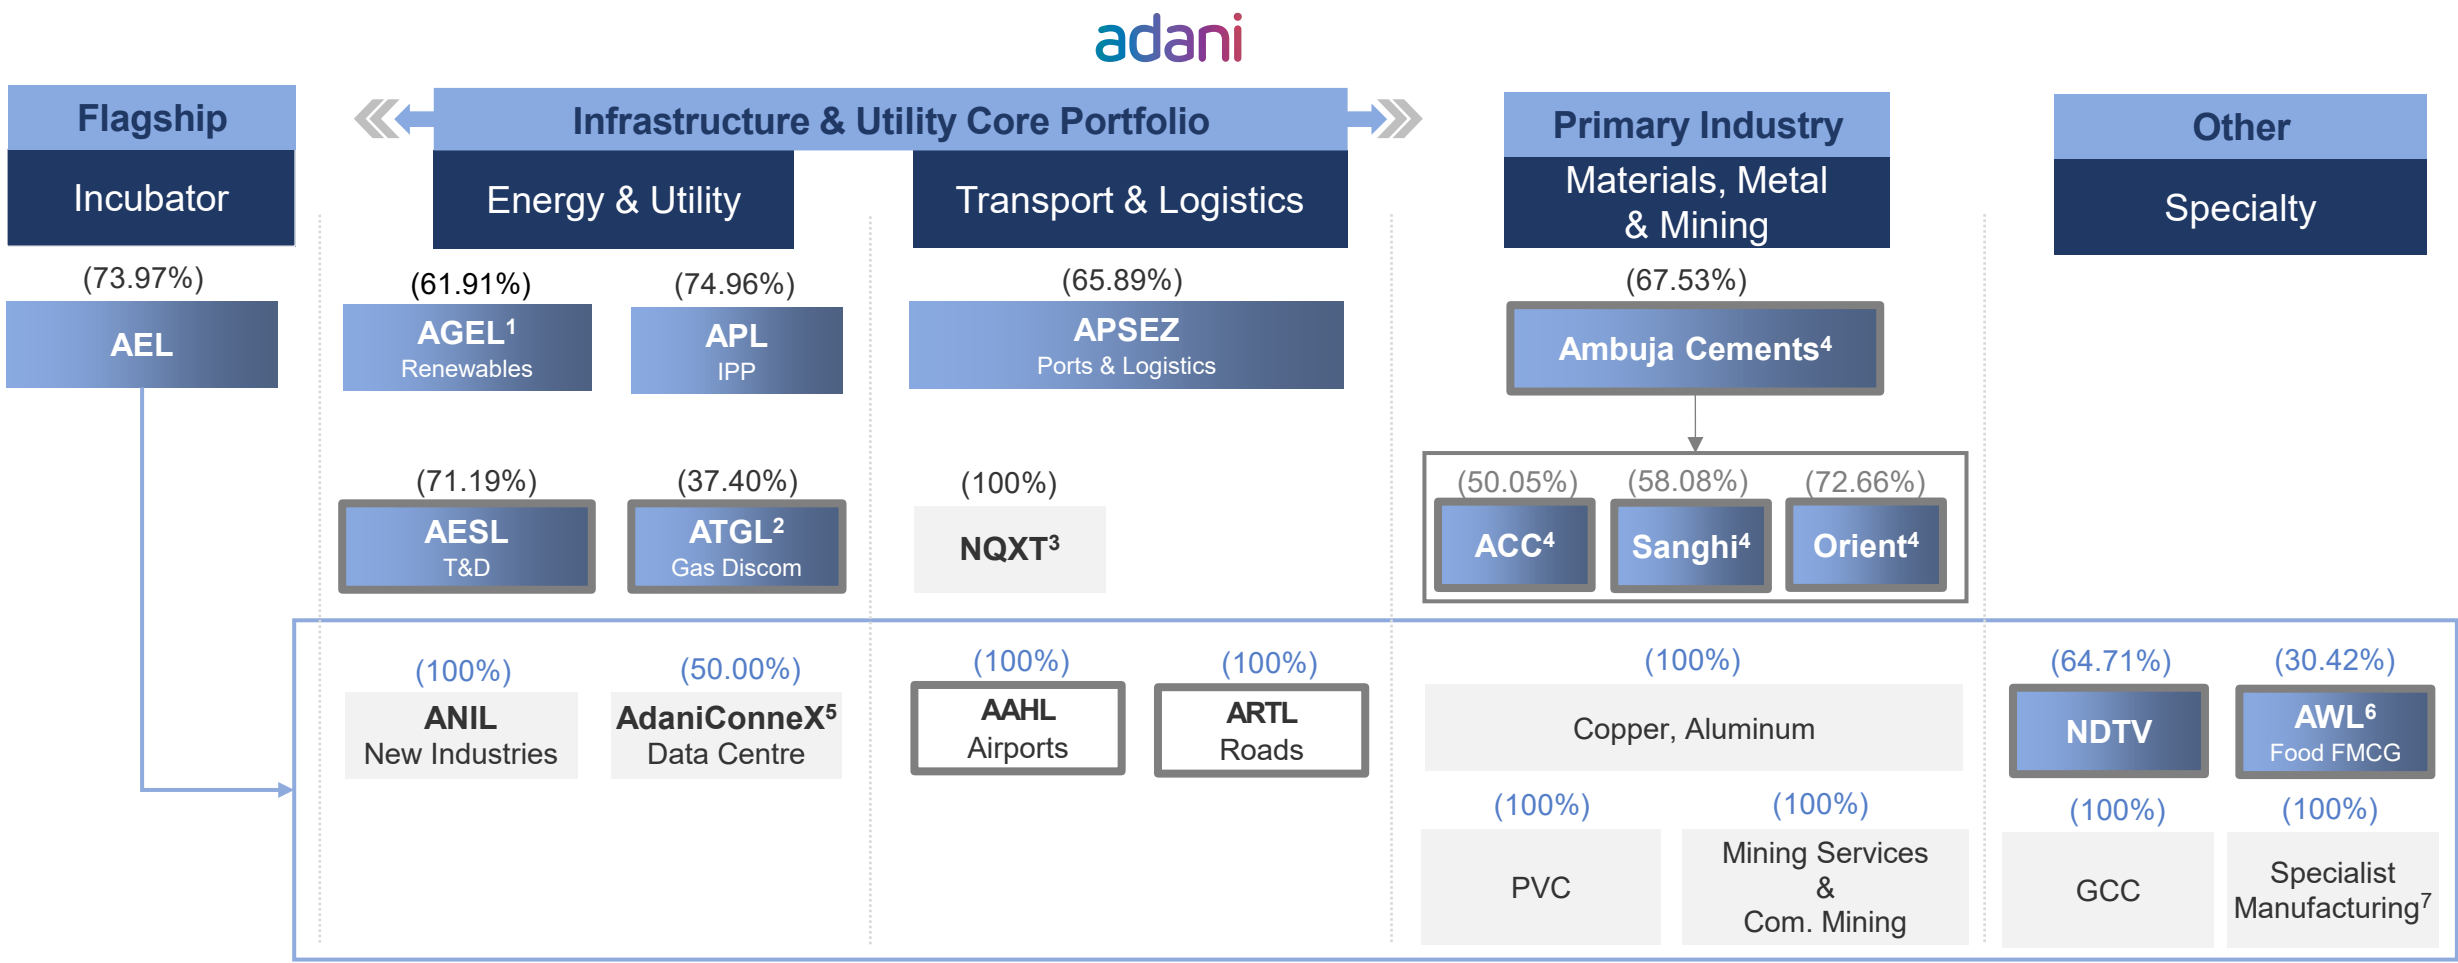 adani
Flagship
Incubator
Infrastructure & Utility Core Portfolio
Energy & Utility
Transport & Logistics
Primary Industry
Materials, Metal
& Mining
Other
Specialty
(73.97%)
AEL
(61.91%)
AGEL¹
Renewables
(74.96%)
APL
IPP
(65.89%)
APSEZ
Ports & Logistics
(67.53%)
Ambuja Cements⁴
(71.19%)
AESL
T&D
(37.40%)
ATGL²
Gas Discom
(100%)
NQXT³
(50.05%)
ACC⁴
(58.08%)
Sanghi⁴
(72.66%)
Orient⁴
(100%)
ANIL
New Industries
(50.00%)
AdaniConneX⁵
Data Centre
(100%)
AAHL
Airports
(100%)
ARTL
Roads
(100%)
Copper, Aluminum
(64.71%)
NDTV
(30.42%)
AWL⁶
Food FMCG
(100%)
PVC
(100%)
Mining Services
&
Com. Mining
(100%)
GCC
(100%)
Specialist
Manufacturing⁷